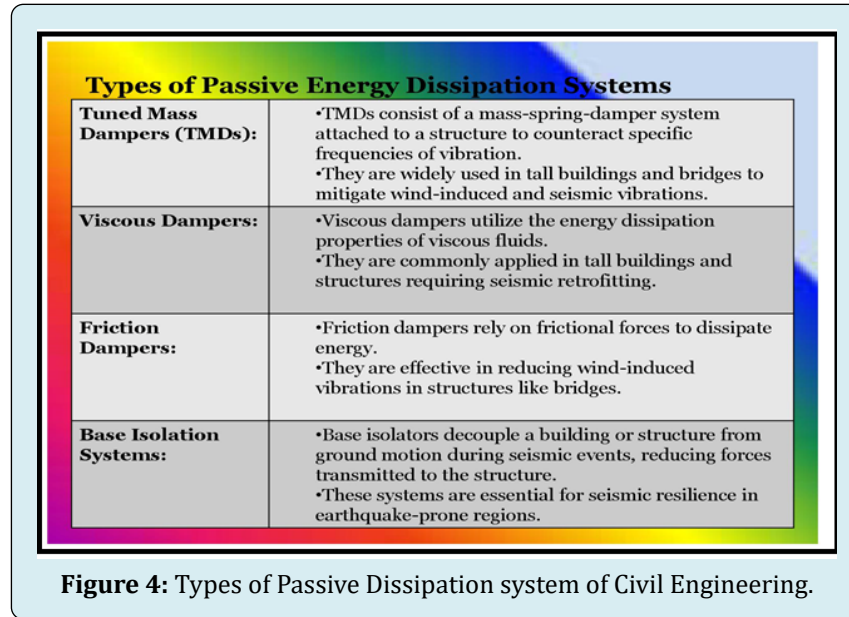 Types of Passive Energy Dissipation Systems
Tuned Mass
Dampers (TMDs):
•TMDs consist of a mass-spring-damper system
attached to a structure to counteract specific
frequencies of vibration.
•They are widely used in tall buildings and bridges to
mitigate wind-induced and seismic vibrations.
Viscous Dampers:
•Viscous dampers utilize the energy dissipation
properties of viscous fluids.
•They are commonly applied in tall buildings and
structures requiring seismic retrofitting.
Friction
Dampers:
•Friction dampers rely on frictional forces to dissipate
energy.
•They are effective in reducing wind-induced
vibrations in structures like bridges.
Base Isolation
Systems:
•Base isolators decouple a building or structure from
ground motion during seismic events, reducing forces
transmitted to the structure.
•These systems are essential for seismic resilience in
earthquake-prone regions.
Figure 4: Types of Passive Dissipation system of Civil Engineering.